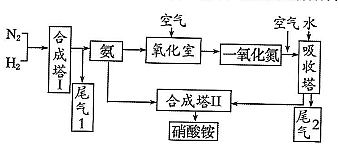 N₂
H₂
合成塔I
尾气1
氨
空气
氧化室
一氧化氮
空气 水
吸收塔
尾气2
合成塔II
硝酸铵